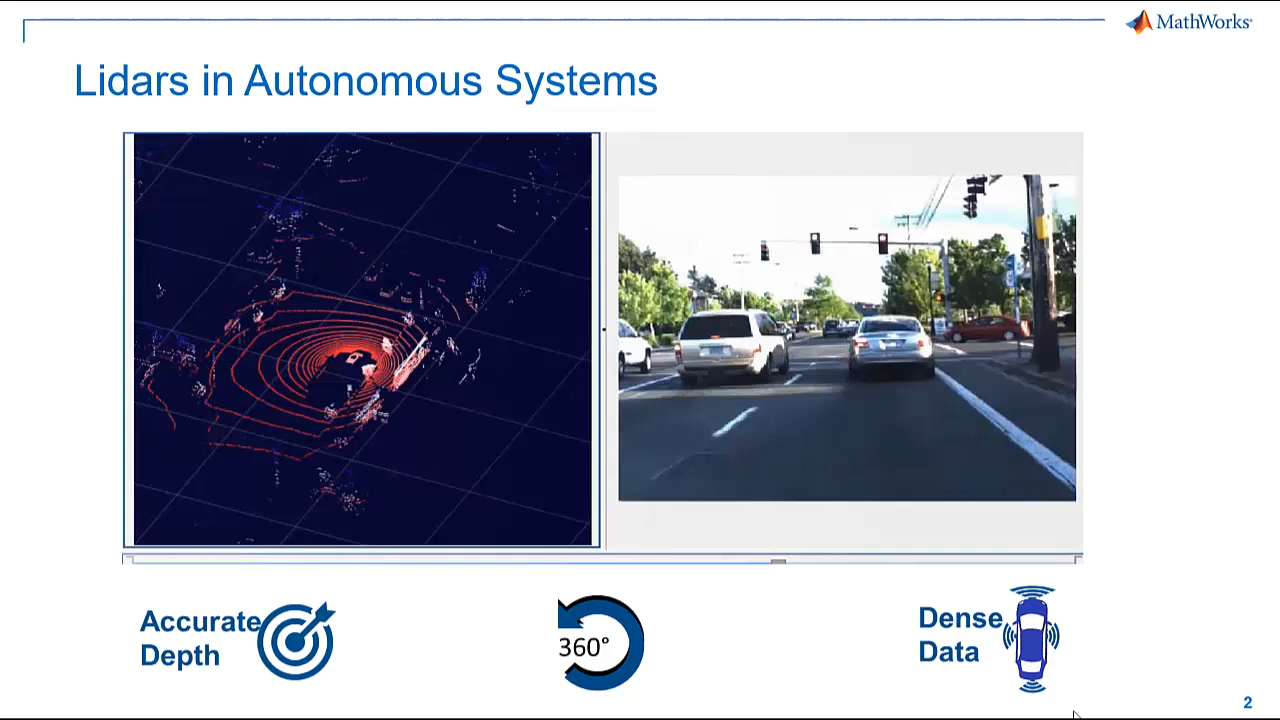 MathWorks
Lidars in Autonomous Systems
Accurate
Depth
360°
Dense
Data
2